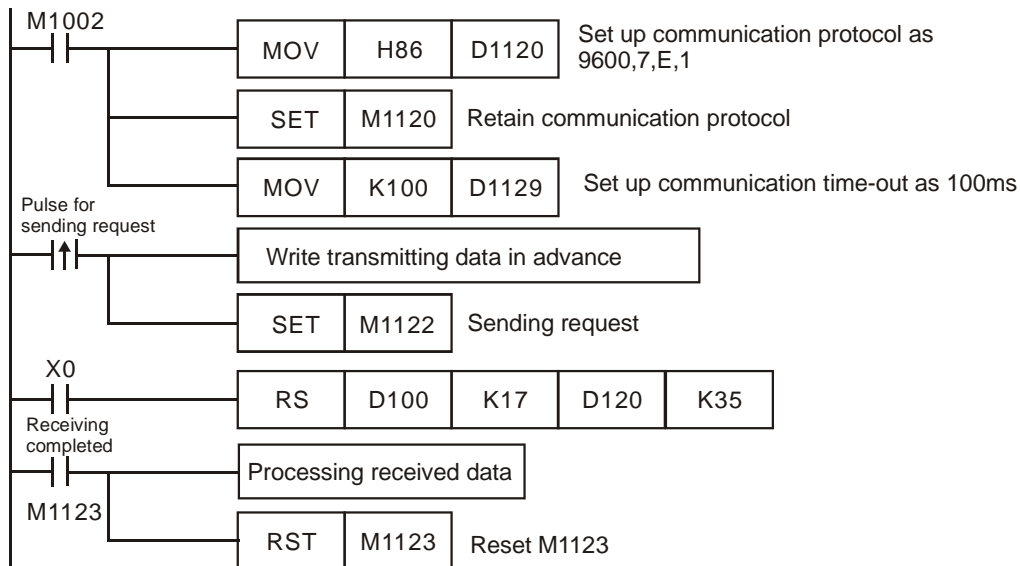 M1002
MOV H86 D1120 Set up communication protocol as
9600,7,E,1
SET M1120 Retain communication protocol
MOV K100 D1129 Set up communication time-out as 100ms
Pulse for
sending request
Write transmitting data in advance
SET M1122 Sending request
X0
RS D100 K17 D120 K35
Receiving
completed
Processing received data
M1123
RST M1123 Reset M1123